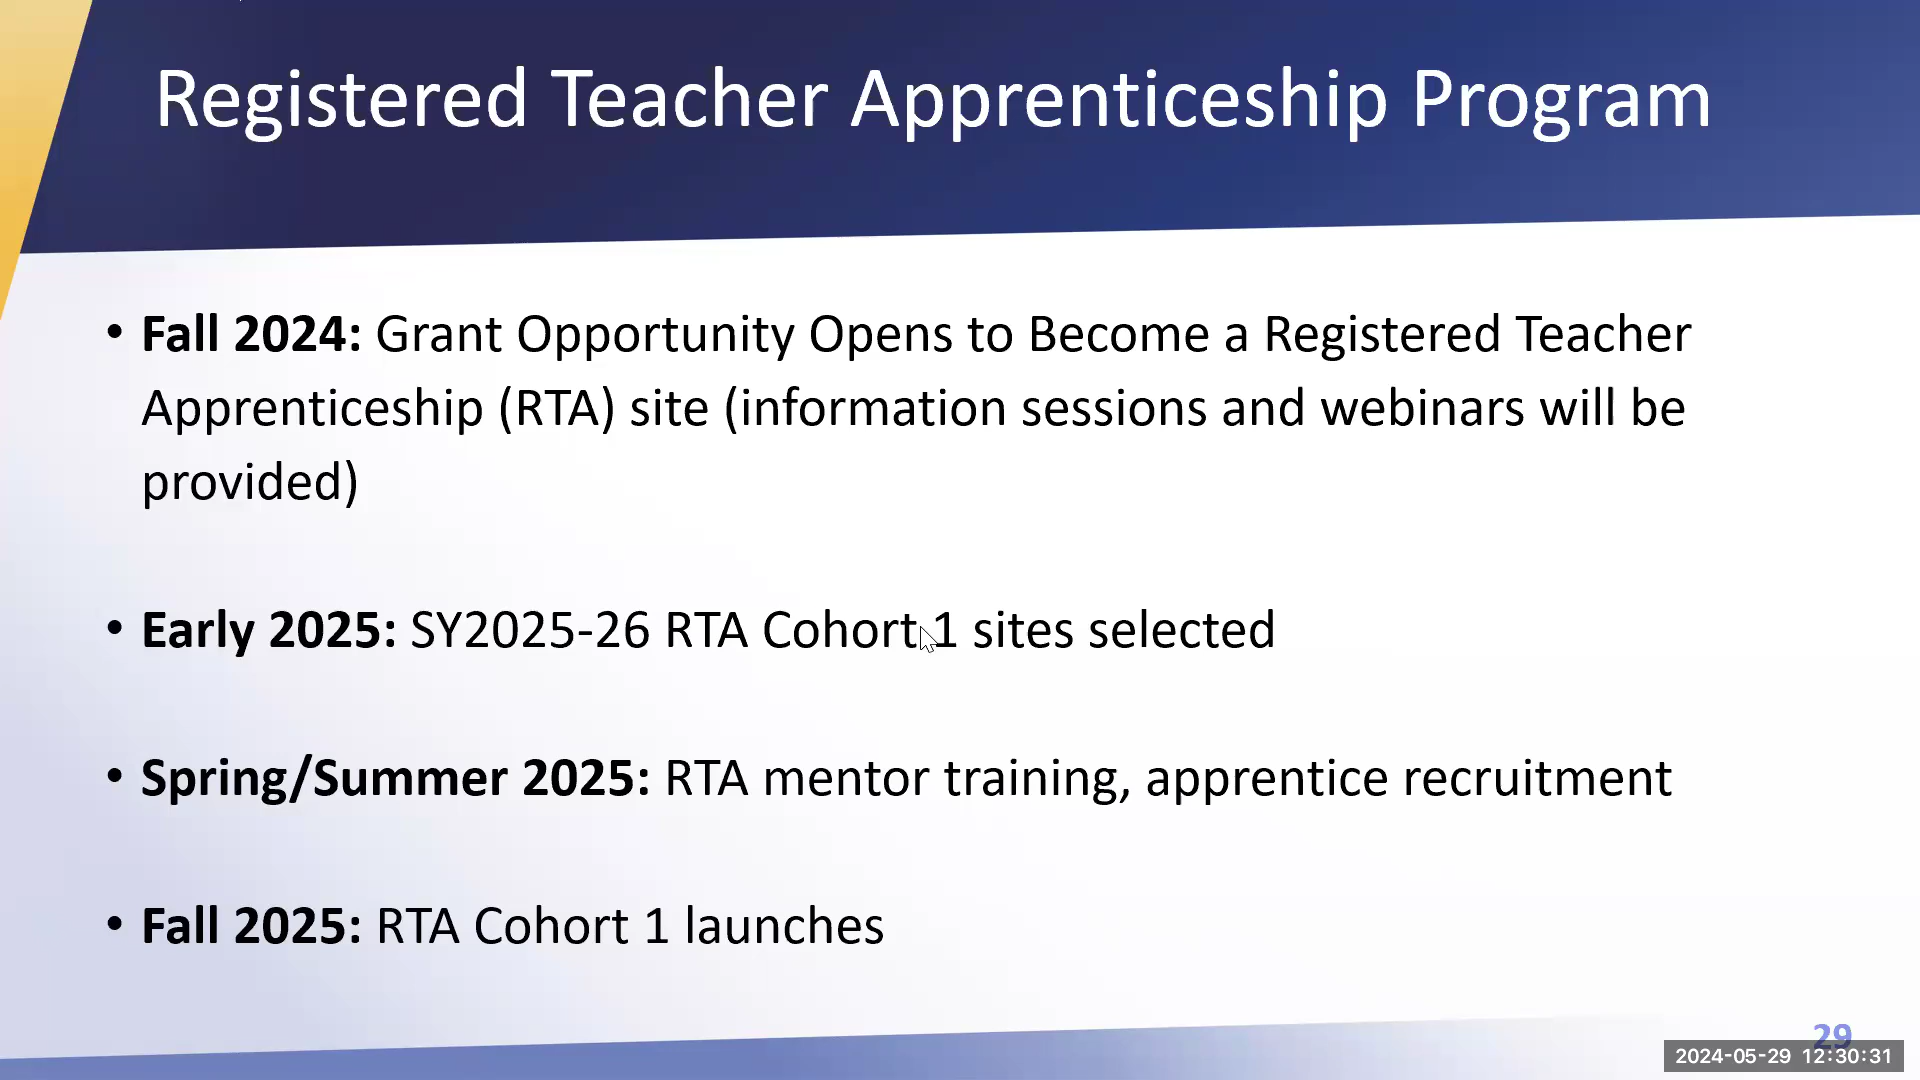 Registered Teacher Apprenticeship Program
• Fall 2024: Grant Opportunity Opens to Become a Registered Teacher
Apprenticeship (RTA) site (information sessions and webinars will be
provided)
• Early 2025: SY2025-26 RTA Cohort 1 sites selected
• Spring/Summer 2025: RTA mentor training, apprentice recruitment
• Fall 2025: RTA Cohort 1 launches
29
2024-05-29 12:30:31